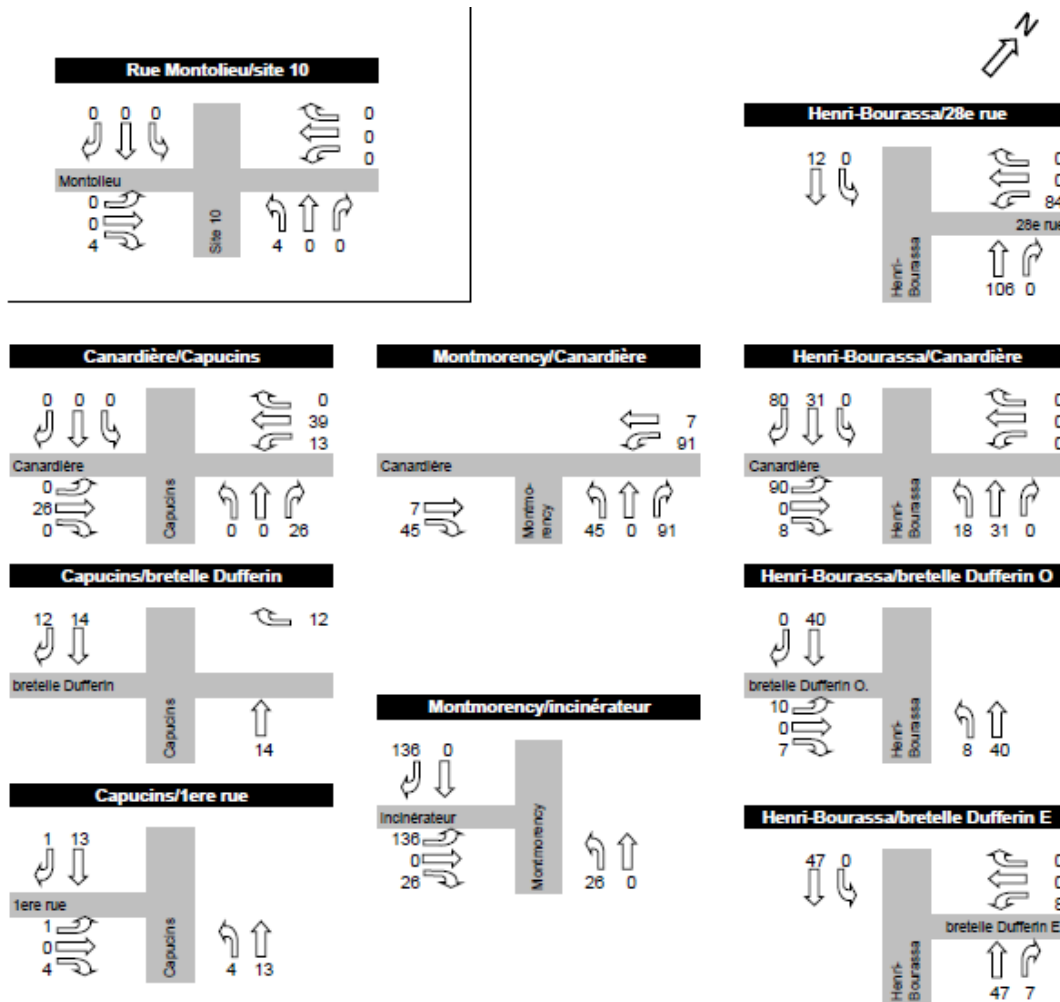 N
Rue Montolieu/site 10
0 0 0
0
0
0
Montolieu
0
0
4
Site 10
4 0 0
Henri-Bourassa/28e rue
12 0
0
0
84
28e rue
Henri-
Bourassa
106 0
Canardière/Capucins
0 0 0
0
39
13
Canardière
0
26
0
Capucins
0 0 26
Montmorency/Canardière
7
91
Canardière
7
45
Montmo-
rency
45 0 91
Henri-Bourassa/Canardière
80 31 0
0
0
0
Canardière
90
0
8
Henri-
Bourassa
18 31 0
Capucins/bretelle Dufferin
12 14
12
bretelle Dufferin
Capucins
14
Henri-Bourassa/bretelle Dufferin O
0 40
bretelle Dufferin O.
10
0
7
Henri-
Bourassa
8 40
Montmorency/incinérateur
136 0
Incinérateur
136
0
26
Montmorency
26 0
Capucins/1ere rue
1 13
1ere rue
1
0
4
Capucins
4 13
Henri-Bourassa/bretelle Dufferin E
47 0
0
0
8
bretelle Dufferin E
Henri-
Bourassa
47 7